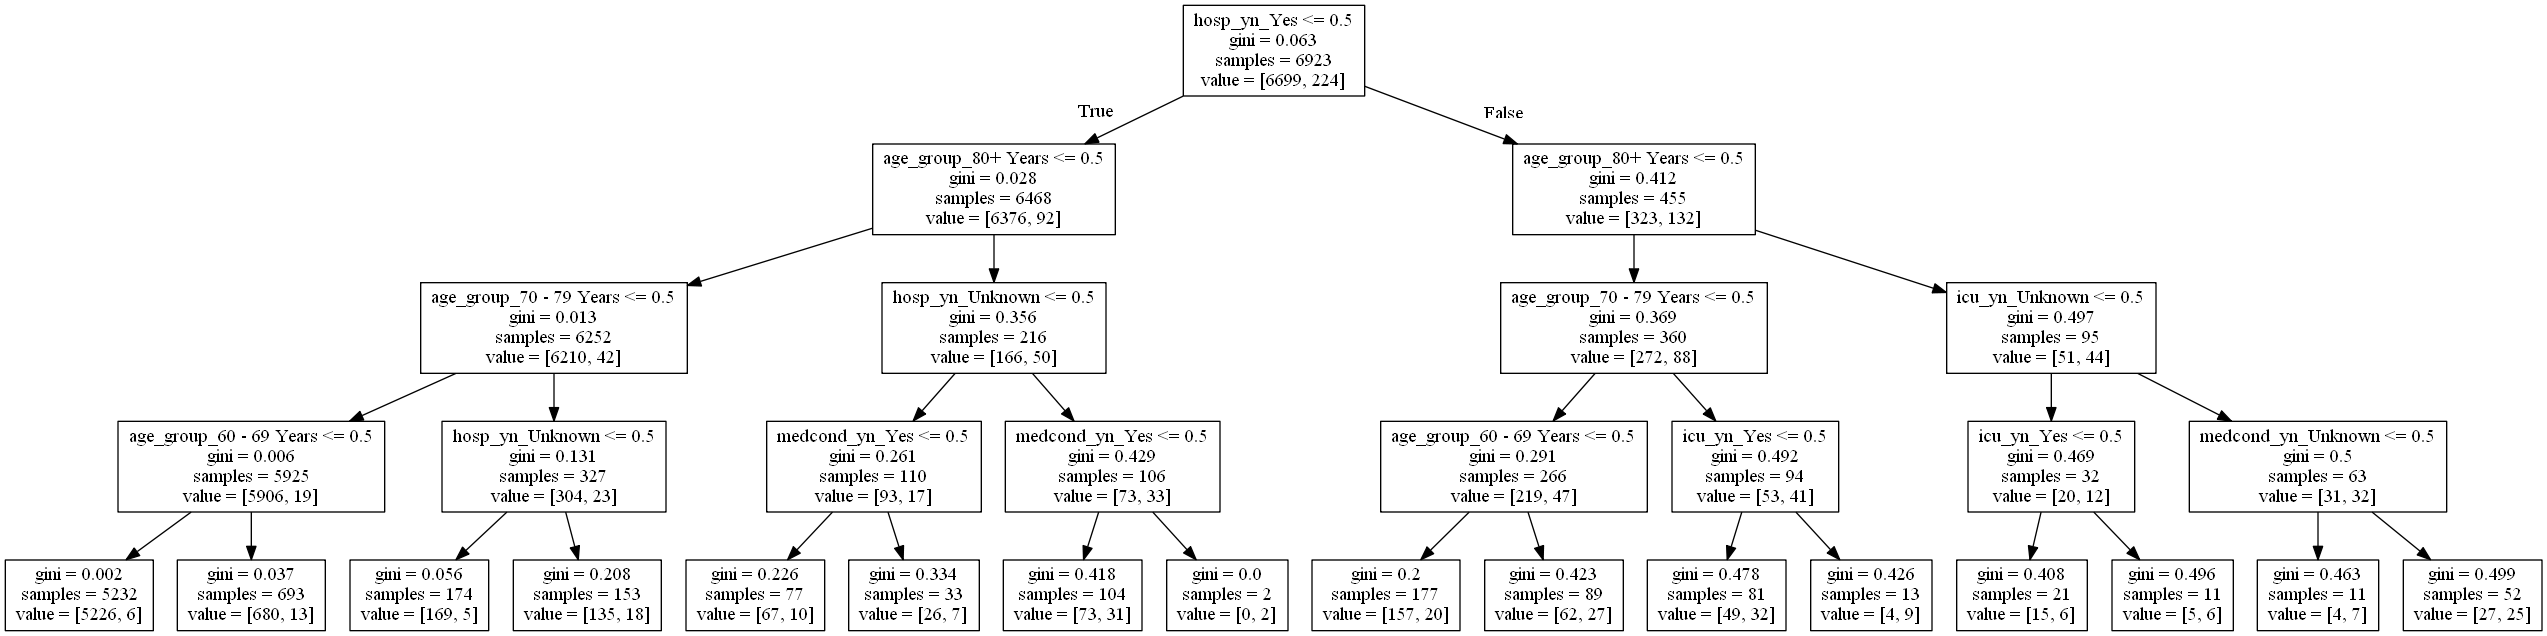 hosp_yn_Yes <= 0.5
gini = 0.063
samples = 6923
value = [6699, 224]
True
False
age_group_80+ Years <= 0.5
gini = 0.028
samples = 6468
value = [6376, 92]
age_group_80+ Years <= 0.5
gini = 0.412
samples = 455
value = [323, 132]
age_group_70 - 79 Years <= 0.5
gini = 0.013
samples = 6252
value = [6210, 42]
hosp_yn_Unknown <= 0.5
gini = 0.356
samples = 216
value = [166, 50]
age_group_70 - 79 Years <= 0.5
gini = 0.369
samples = 360
value = [272, 88]
icu_yn_Unknown <= 0.5
gini = 0.497
samples = 95
value = [51, 44]
age_group_60 - 69 Years <= 0.5
gini = 0.006
samples = 5925
value = [5906, 19]
hosp_yn_Unknown <= 0.5
gini = 0.131
samples = 327
value = [304, 23]
medcond_yn_Yes <= 0.5
gini = 0.261
samples = 110
value = [93, 17]
medcond_yn_Yes <= 0.5
gini = 0.429
samples = 106
value = [73, 33]
age_group_60 - 69 Years <= 0.5
gini = 0.291
samples = 266
value = [219, 47]
icu_yn_Yes <= 0.5
gini = 0.492
samples = 94
value = [53, 41]
icu_yn_Yes <= 0.5
gini = 0.469
samples = 32
value = [20, 12]
medcond_yn_Unknown <= 0.5
gini = 0.5
samples = 63
value = [31, 32]
gini = 0.002
samples = 5232
value = [5226, 6]
gini = 0.037
samples = 693
value = [680, 13]
gini = 0.056
samples = 174
value = [169, 5]
gini = 0.208
samples = 153
value = [135, 18]
gini = 0.226
samples = 77
value = [67, 10]
gini = 0.334
samples = 33
value = [26, 7]
gini = 0.418
samples = 104
value = [73, 31]
gini = 0.0
samples = 2
value = [0, 2]
gini = 0.2
samples = 177
value = [157, 20]
gini = 0.423
samples = 89
value = [62, 27]
gini = 0.478
samples = 81
value = [49, 32]
gini = 0.426
samples = 13
value = [4, 9]
gini = 0.408
samples = 21
value = [15, 6]
gini = 0.496
samples = 11
value = [5, 6]
gini = 0.463
samples = 11
value = [4, 7]
gini = 0.499
samples = 52
value = [27, 25]